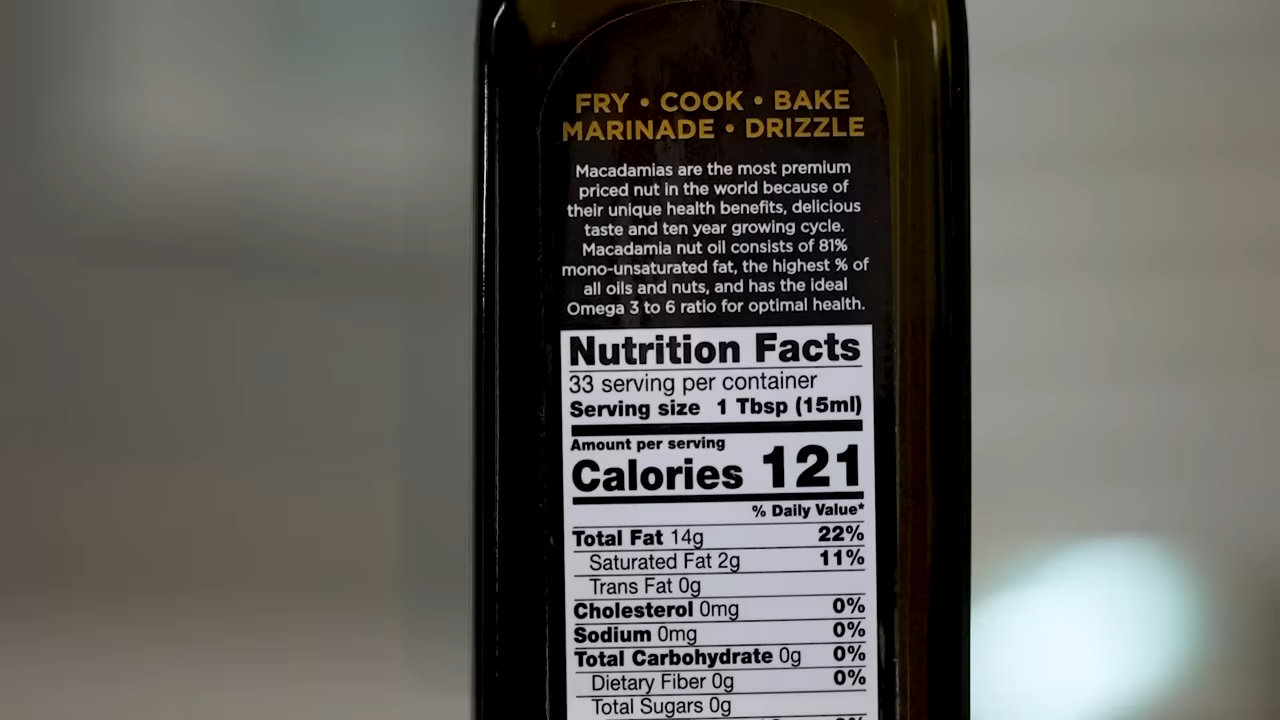 FRY • COOK • BAKE
MARINADE • DRIZZLE
Macadamias are the most premium
priced nut in the world because of
their unique health benefits, delicious
taste and ten year growing cycle.
Macadamia nut oil consists of 81%
mono-unsaturated fat, the highest % of
all oils and nuts, and has the ideal
Omega 3 to 6 ratio for optimal health.
Nutrition Facts
33 serving per container
Serving size 1 Tbsp (15ml)
Amount per serving
Calories 121
% Daily Value*
Total Fat 14g 22%
Saturated Fat 2g 11%
Trans Fat 0g
Cholesterol 0mg 0%
Sodium 0mg 0%
Total Carbohydrate 0g 0%
Dietary Fiber 0g 0%
Total Sugars 0g